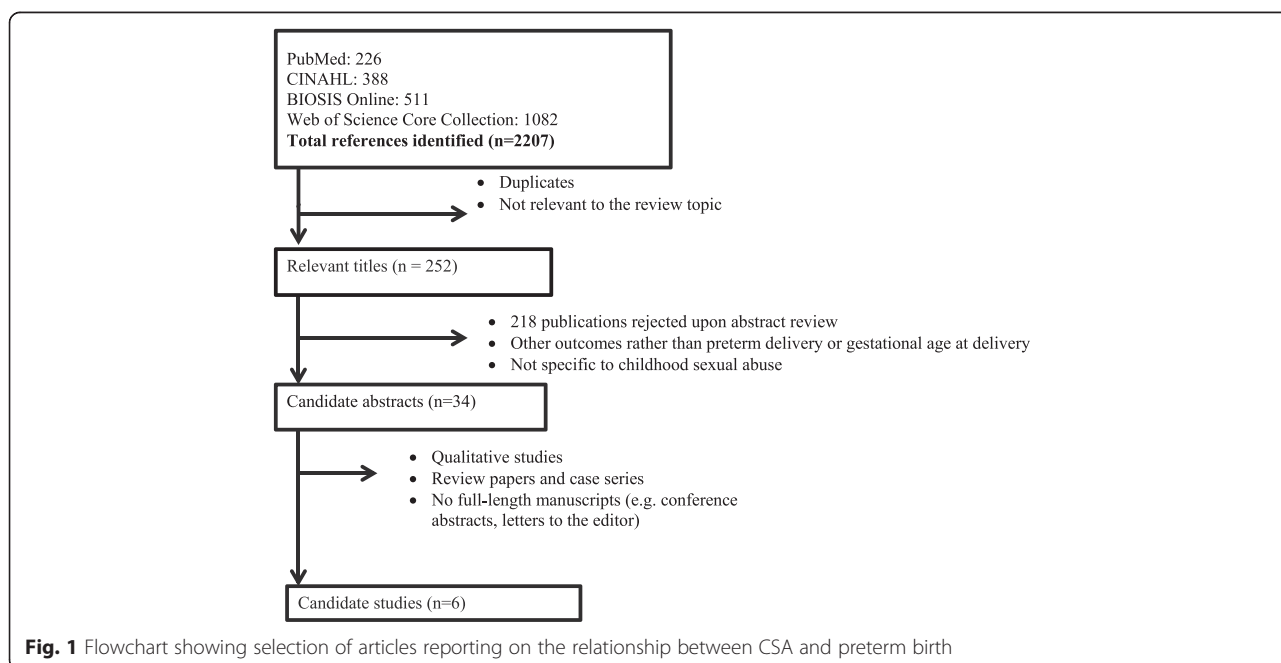 PubMed: 226
CINAHL: 388
BIOSIS Online: 511
Web of Science Core Collection: 1082
Total references identified (n=2207)
• Duplicates
• Not relevant to the review topic
Relevant titles (n = 252)
• 218 publications rejected upon abstract review
• Other outcomes rather than preterm delivery or gestational age at delivery
• Not specific to childhood sexual abuse
Candidate abstracts (n=34)
• Qualitative studies
• Review papers and case series
• No full-length manuscripts (e.g. conference
abstracts, letters to the editor)
Candidate studies (n=6)
Fig. 1 Flowchart showing selection of articles reporting on the relationship between CSA and preterm birth